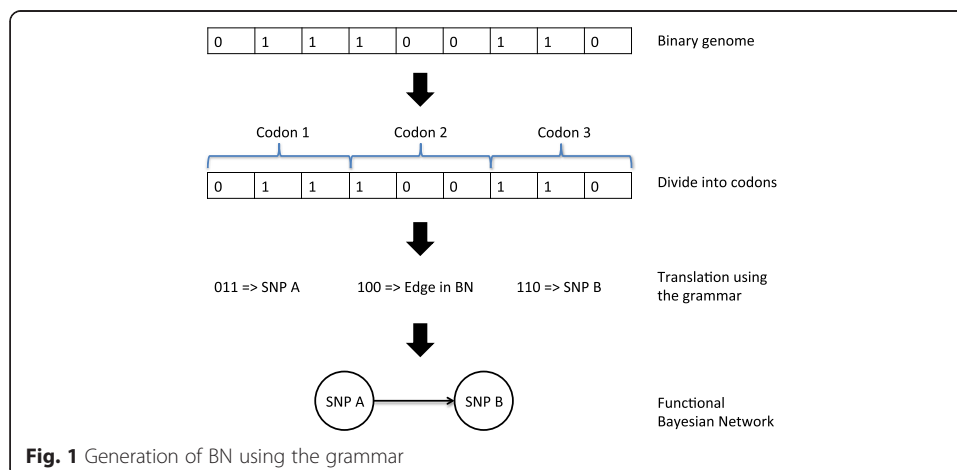 0 1 1 1 0 0 1 1 0 Binary genome
Codon 1 Codon 2 Codon 3
0 1 1 1 0 0 1 1 0 Divide into codons
011 => SNP A 100 => Edge in BN 110 => SNP B Translation using
the grammar
SNP A SNP B Functional
Bayesian Network
Fig. 1 Generation of BN using the grammar